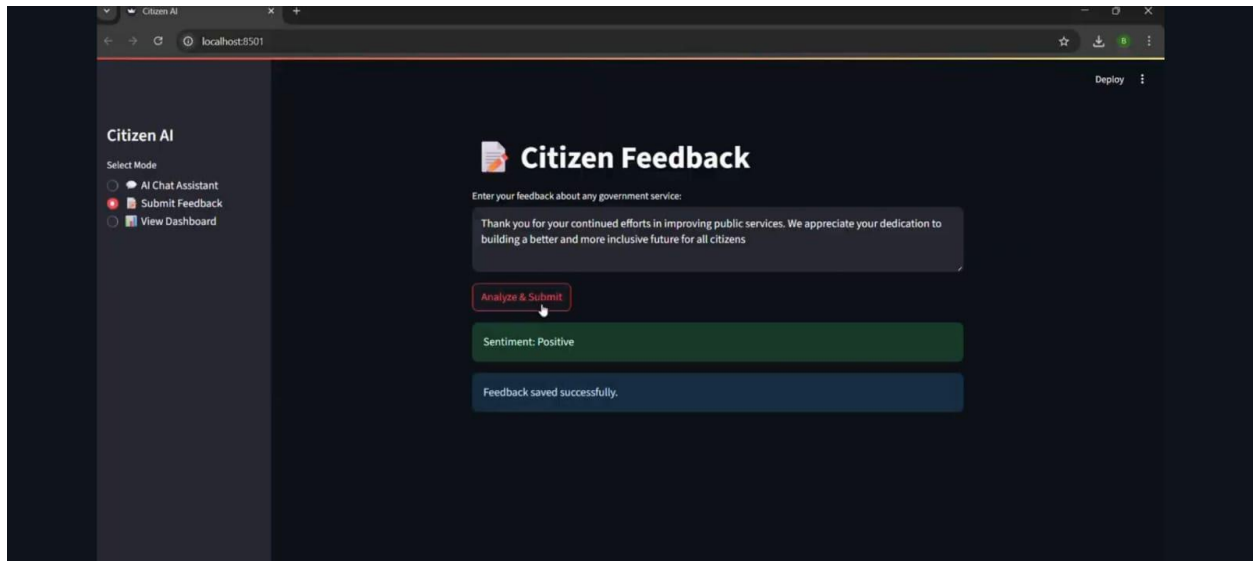 Citizen AI
localhost:8501
B
Deploy
Citizen AI
Select Mode
AI Chat Assistant
Submit Feedback
View Dashboard
Citizen Feedback
Enter your feedback about any government service:
Thank you for your continued efforts in improving public services. We appreciate your dedication to
building a better and more inclusive future for all citizens
Analyze & Submit
Sentiment: Positive
Feedback saved successfully.